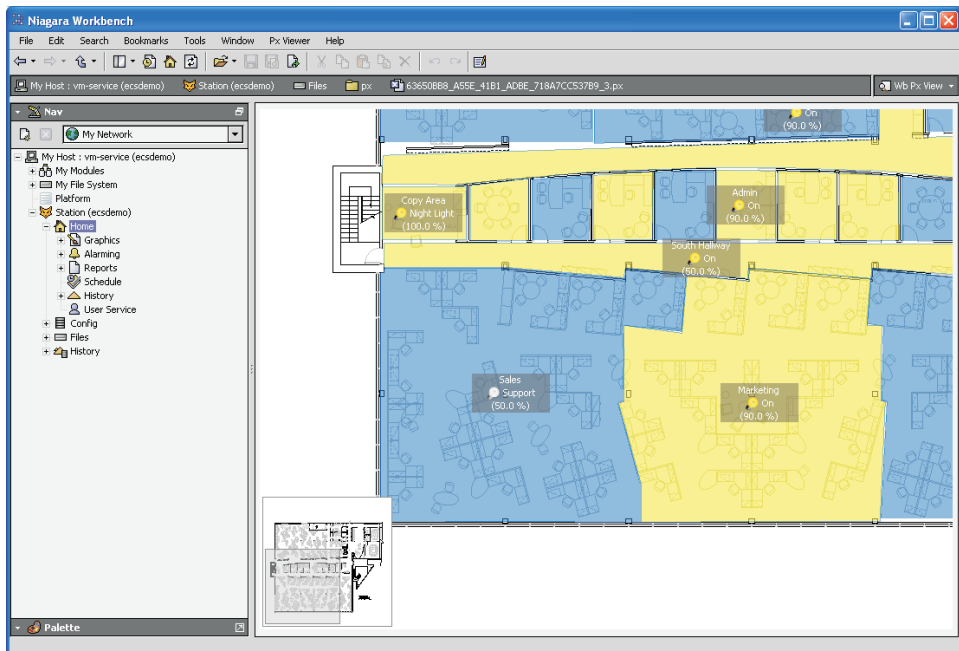 Niagara Workbench
File Edit Search Bookmarks Tools Window Px Viewer Help
My Host : vm-service (ecsdemo) Station (ecsdemo) Files px 63650BB8_A55E_41B1_ADBE_718A7CC537B9_3.px Wb Px View
Nav
My Network
My Host : vm-service (ecsdemo)
My Modules
My File System
Platform
Station (ecsdemo)
Home
Graphics
Alarming
Reports
Schedule
History
User Service
Config
Files
History
On
(90.0 %)
Copy Area
Night Light
(100.0 %)
Admin
On
(90.0 %)
South Hallway
On
(50.0 %)
Sales
Support
(50.0 %)
Marketing
On
(90.0 %)
Palette